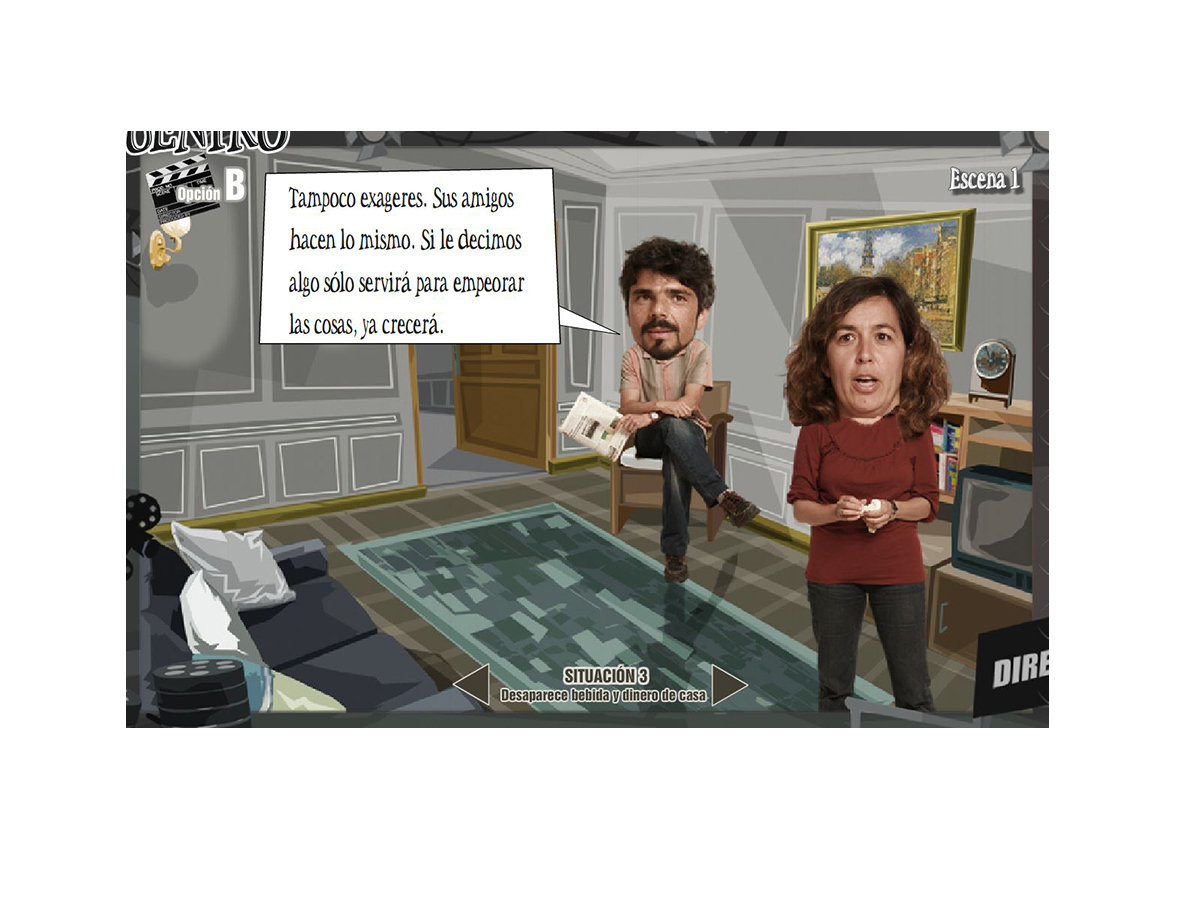 Opción B
Escena 1
Tampoco exageres. Sus amigos
hacen lo mismo. Si le decimos
algo sólo servirá para empeorar
las cosas, ya crecerá.
SITUACIÓN 3
Desaparece bebida y dinero de casa
DIRE